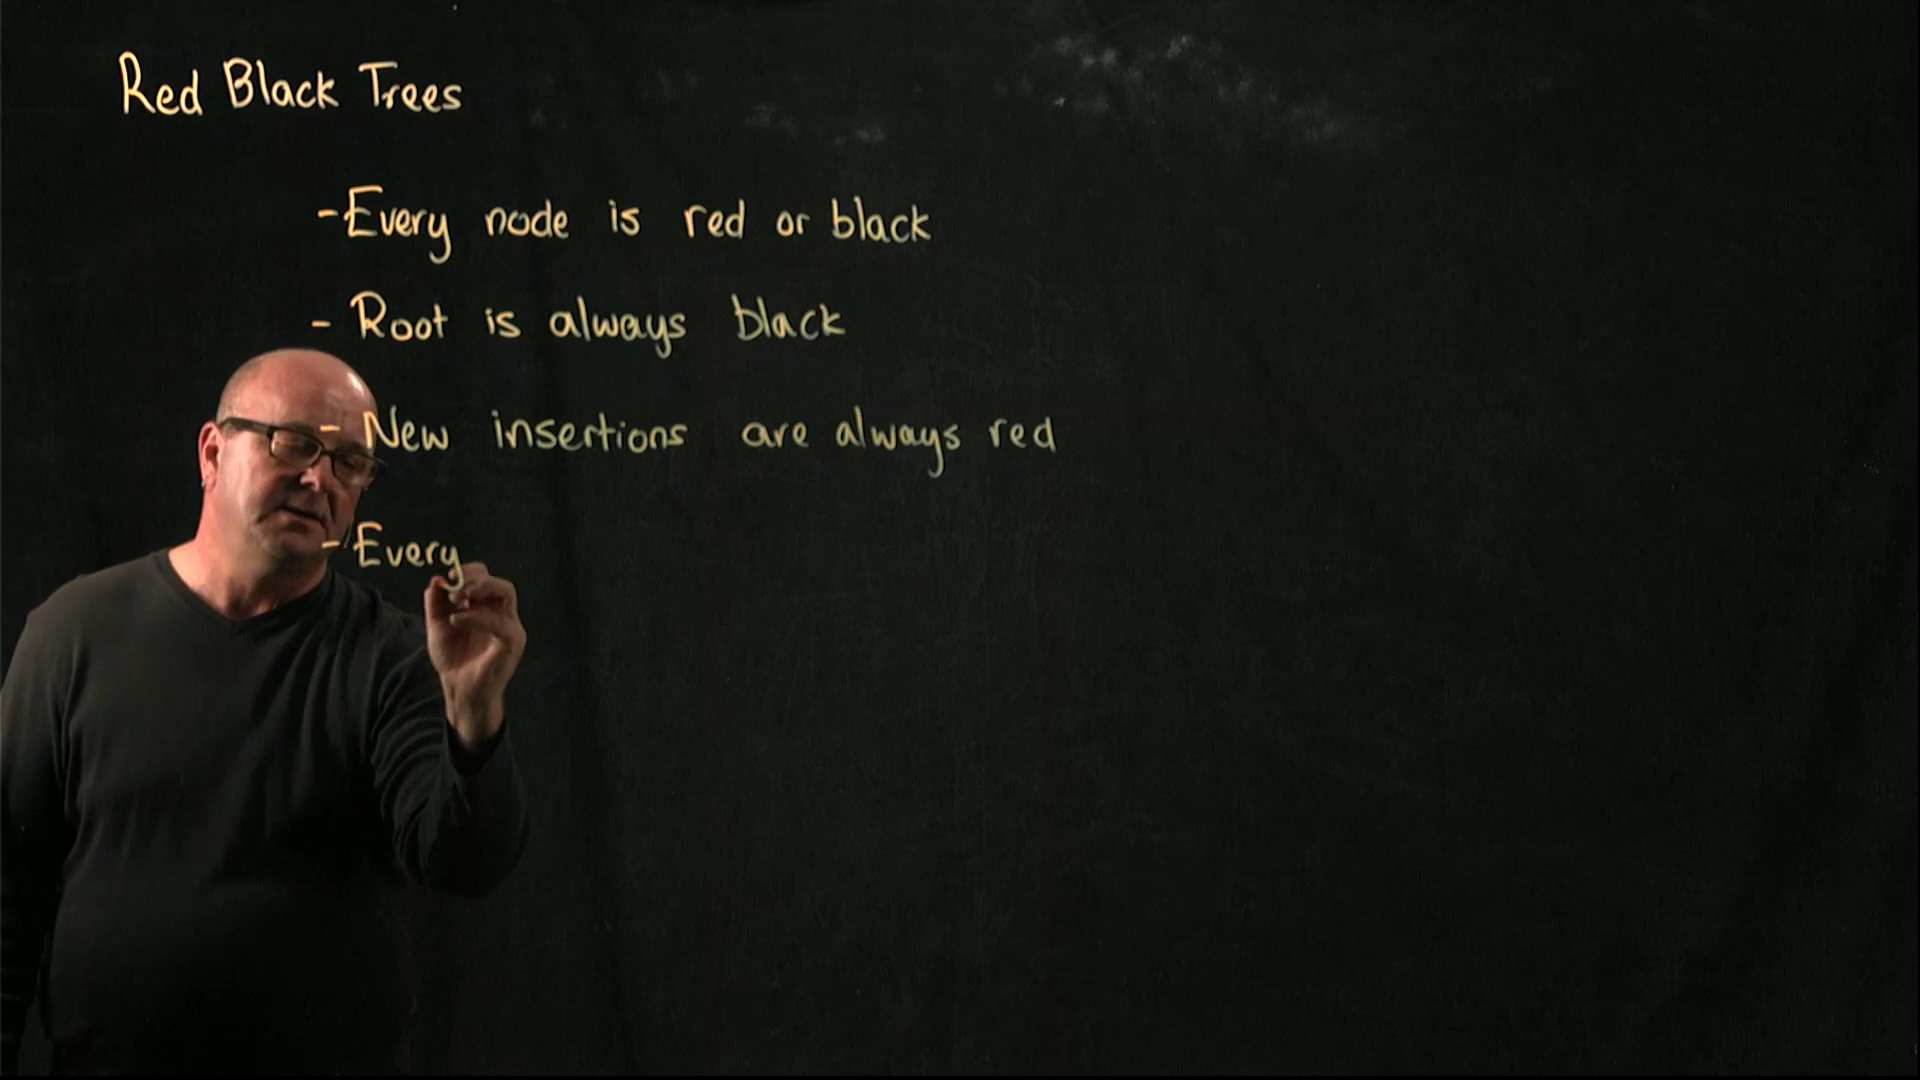 Red Black Trees
-Every node is red or black
- Root is always black
- New insertions are always red
- Every